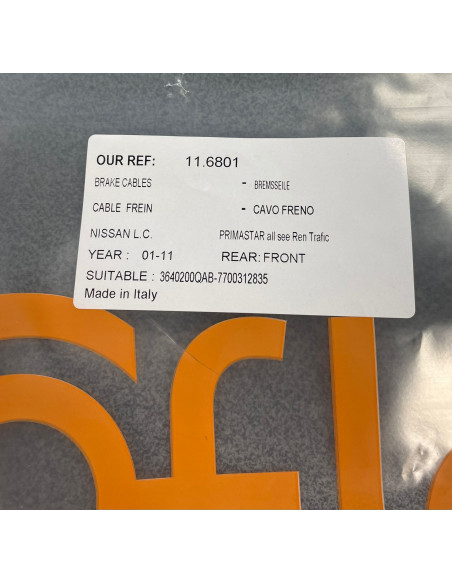 OUR REF: 11.6801
BRAKE CABLES - BREMSSEILE
CABLE FREIN - CAVO FRENO
NISSAN L.C. PRIMASTAR all see Ren Trafic
YEAR : 01-11 REAR: FRONT
SUITABLE : 3640200QAB-7700312835
Made in Italy